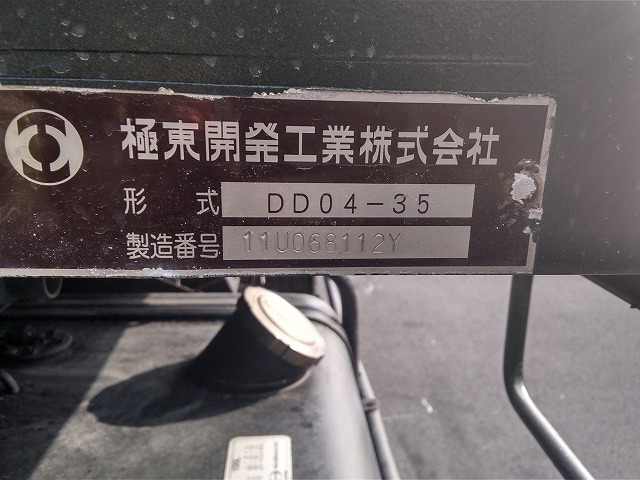 極東開発工業株式会社
形 式 DD04-35
製造番号 11U068112Y